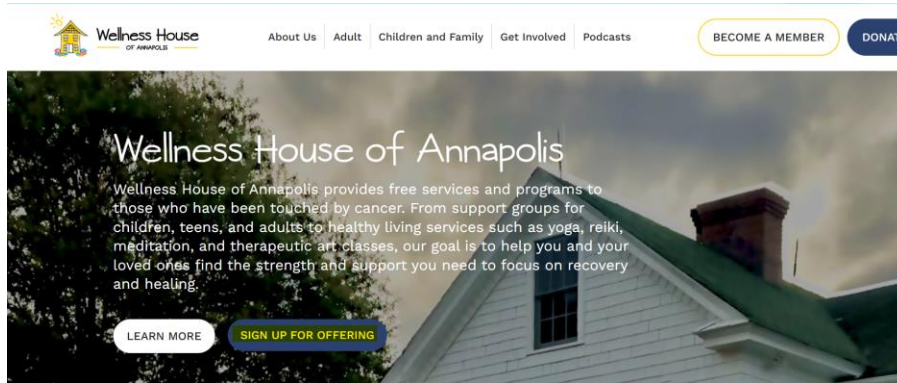 Wellness House
OF ANNAPOLIS
About Us Adult Children and Family Get Involved Podcasts
BECOME A MEMBER
DONAT
Wellness House of Annapolis
Wellness House of Annapolis provides free services and programs to
those who have been touched by cancer. From support groups for
children, teens, and adults to healthy living services such as yoga, reiki,
meditation, and therapeutic art classes, our goal is to help you and your
loved ones find the strength and support you need to focus on recovery
and healing.
LEARN MORE
SIGN UP FOR OFFERING